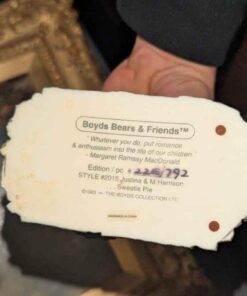 Boyds Bears & Friends™
"Whatever you do, put romance
& enthusiasm into the life of our children."
- Margaret Ramsay MacDonald
Edition / pc
STYLE #2015 Justina & M. Harrison
... Sweetie Pie
THE BOYDS COLLECTION LTD